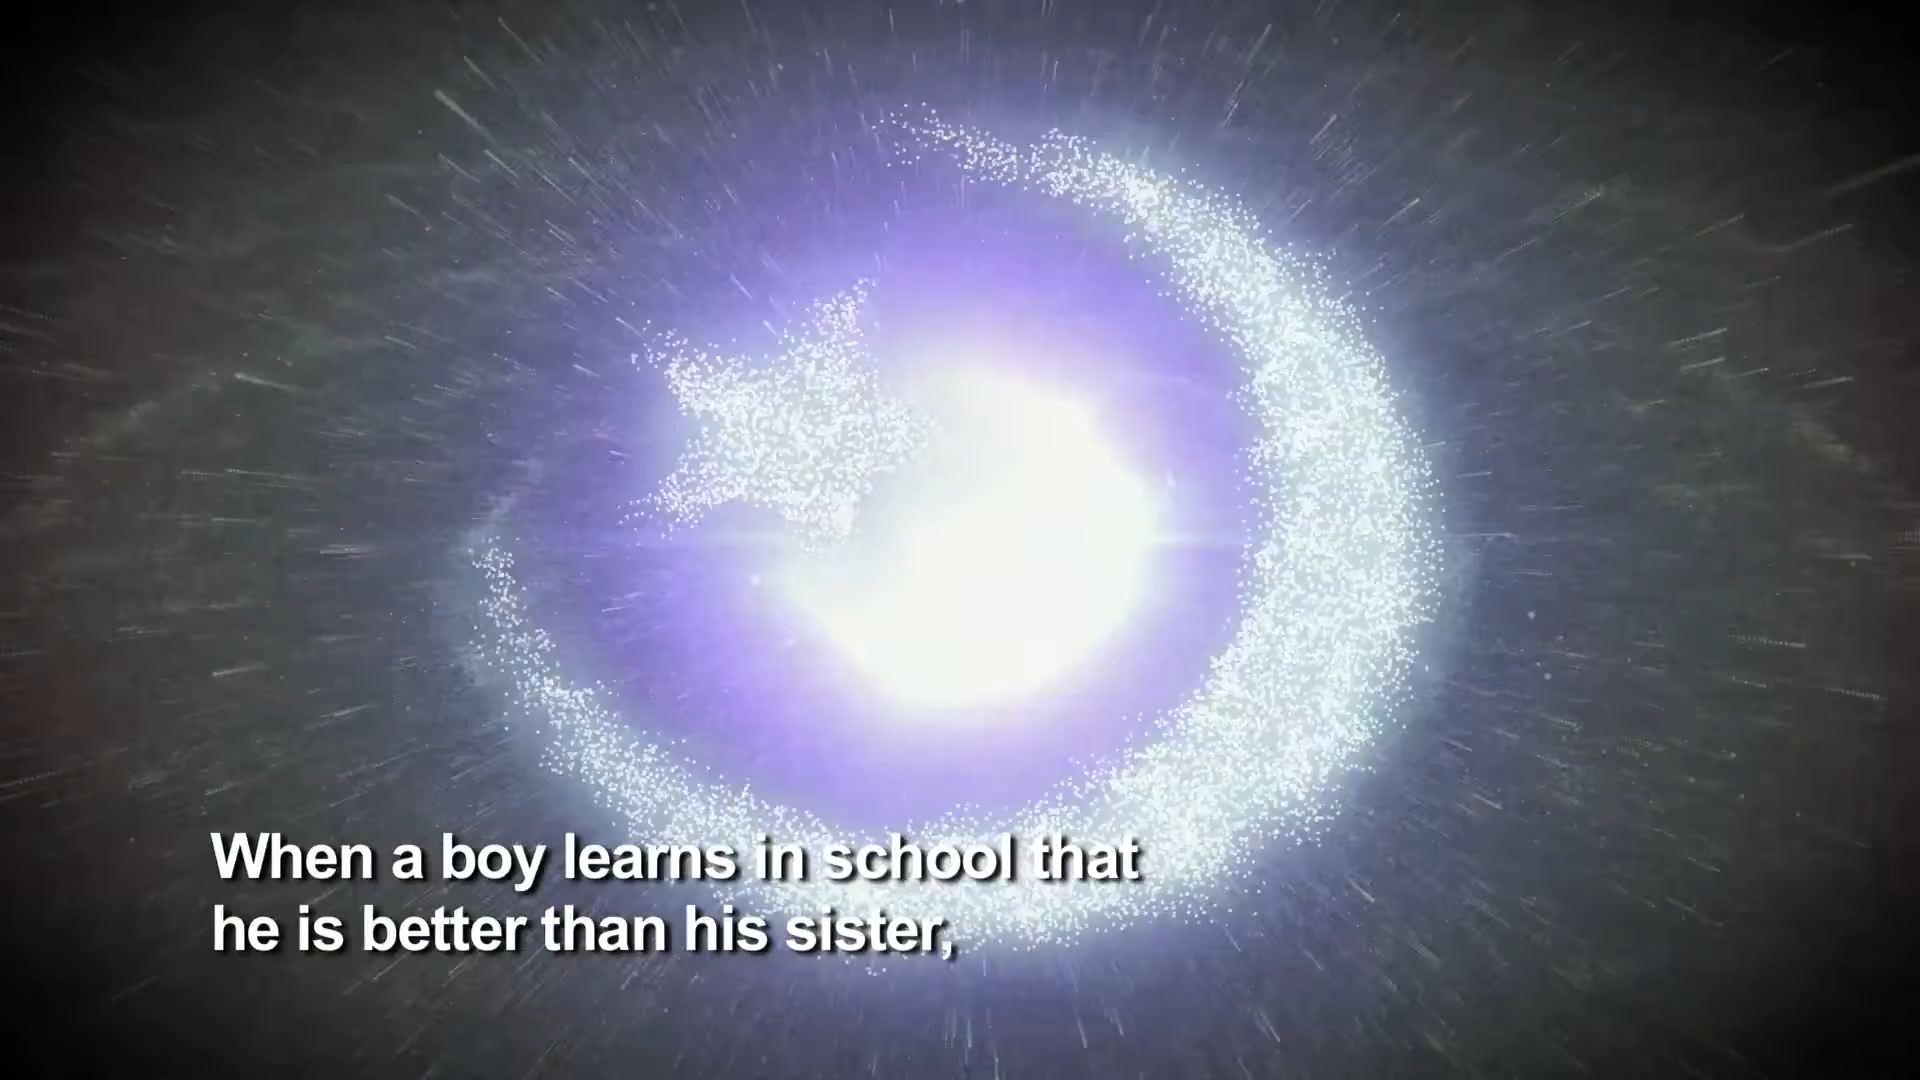 When a boy learns in school that
he is better than his sister,